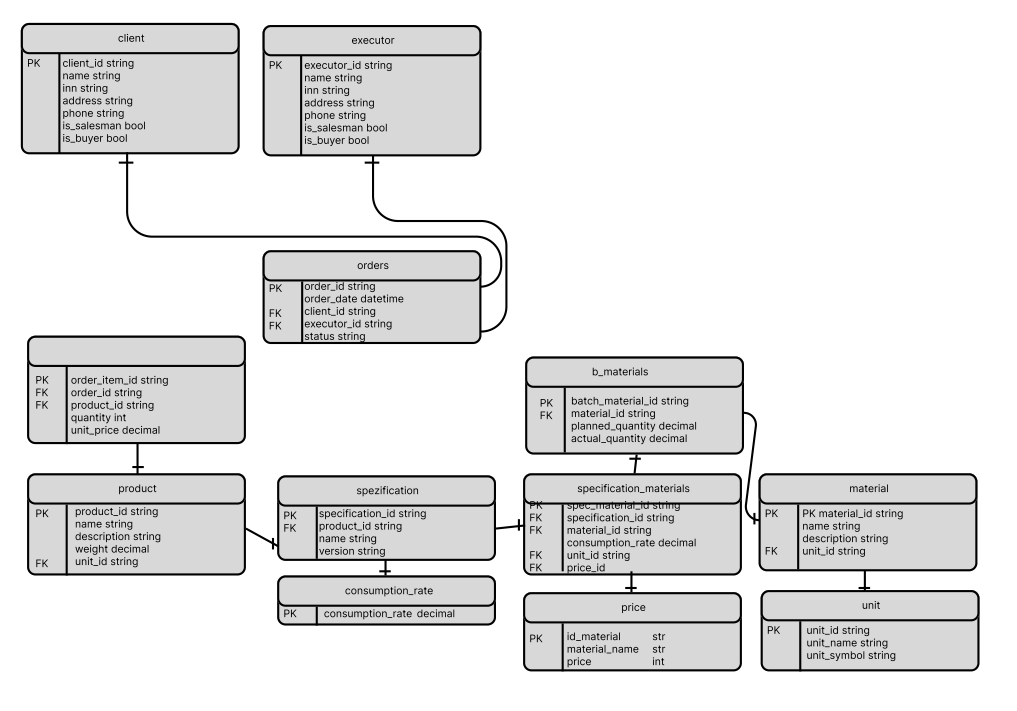 client
PK client_id string
name string
inn string
address string
phone string
is_salesman bool
is_buyer bool
executor
PK executor_id string
name string
inn string
address string
phone string
is_salesman bool
is_buyer bool
orders
PK order_id string
order_date datetime
FK client_id string
FK executor_id string
status string
PK order_item_id string
FK order_id string
FK product_id string
quantity int
unit_price decimal
b_materials
PK batch_material_id string
FK material_id string
planned_quantity decimal
actual_quantity decimal
product
PK product_id string
name string
description string
weight decimal
FK unit_id string
spezification
PK specification_id string
FK product_id string
name string
version string
specification_materials
PK spec_material_id string
FK specification_id string
FK material_id string
consumption_rate decimal
FK unit_id string
FK price_id
material
PK PK material_id string
name string
description string
FK unit_id string
consumption_rate
PK consumption_rate decimal
price
PK id_material str
material_name str
price int
unit
PK unit_id string
unit_name string
unit_symbol string